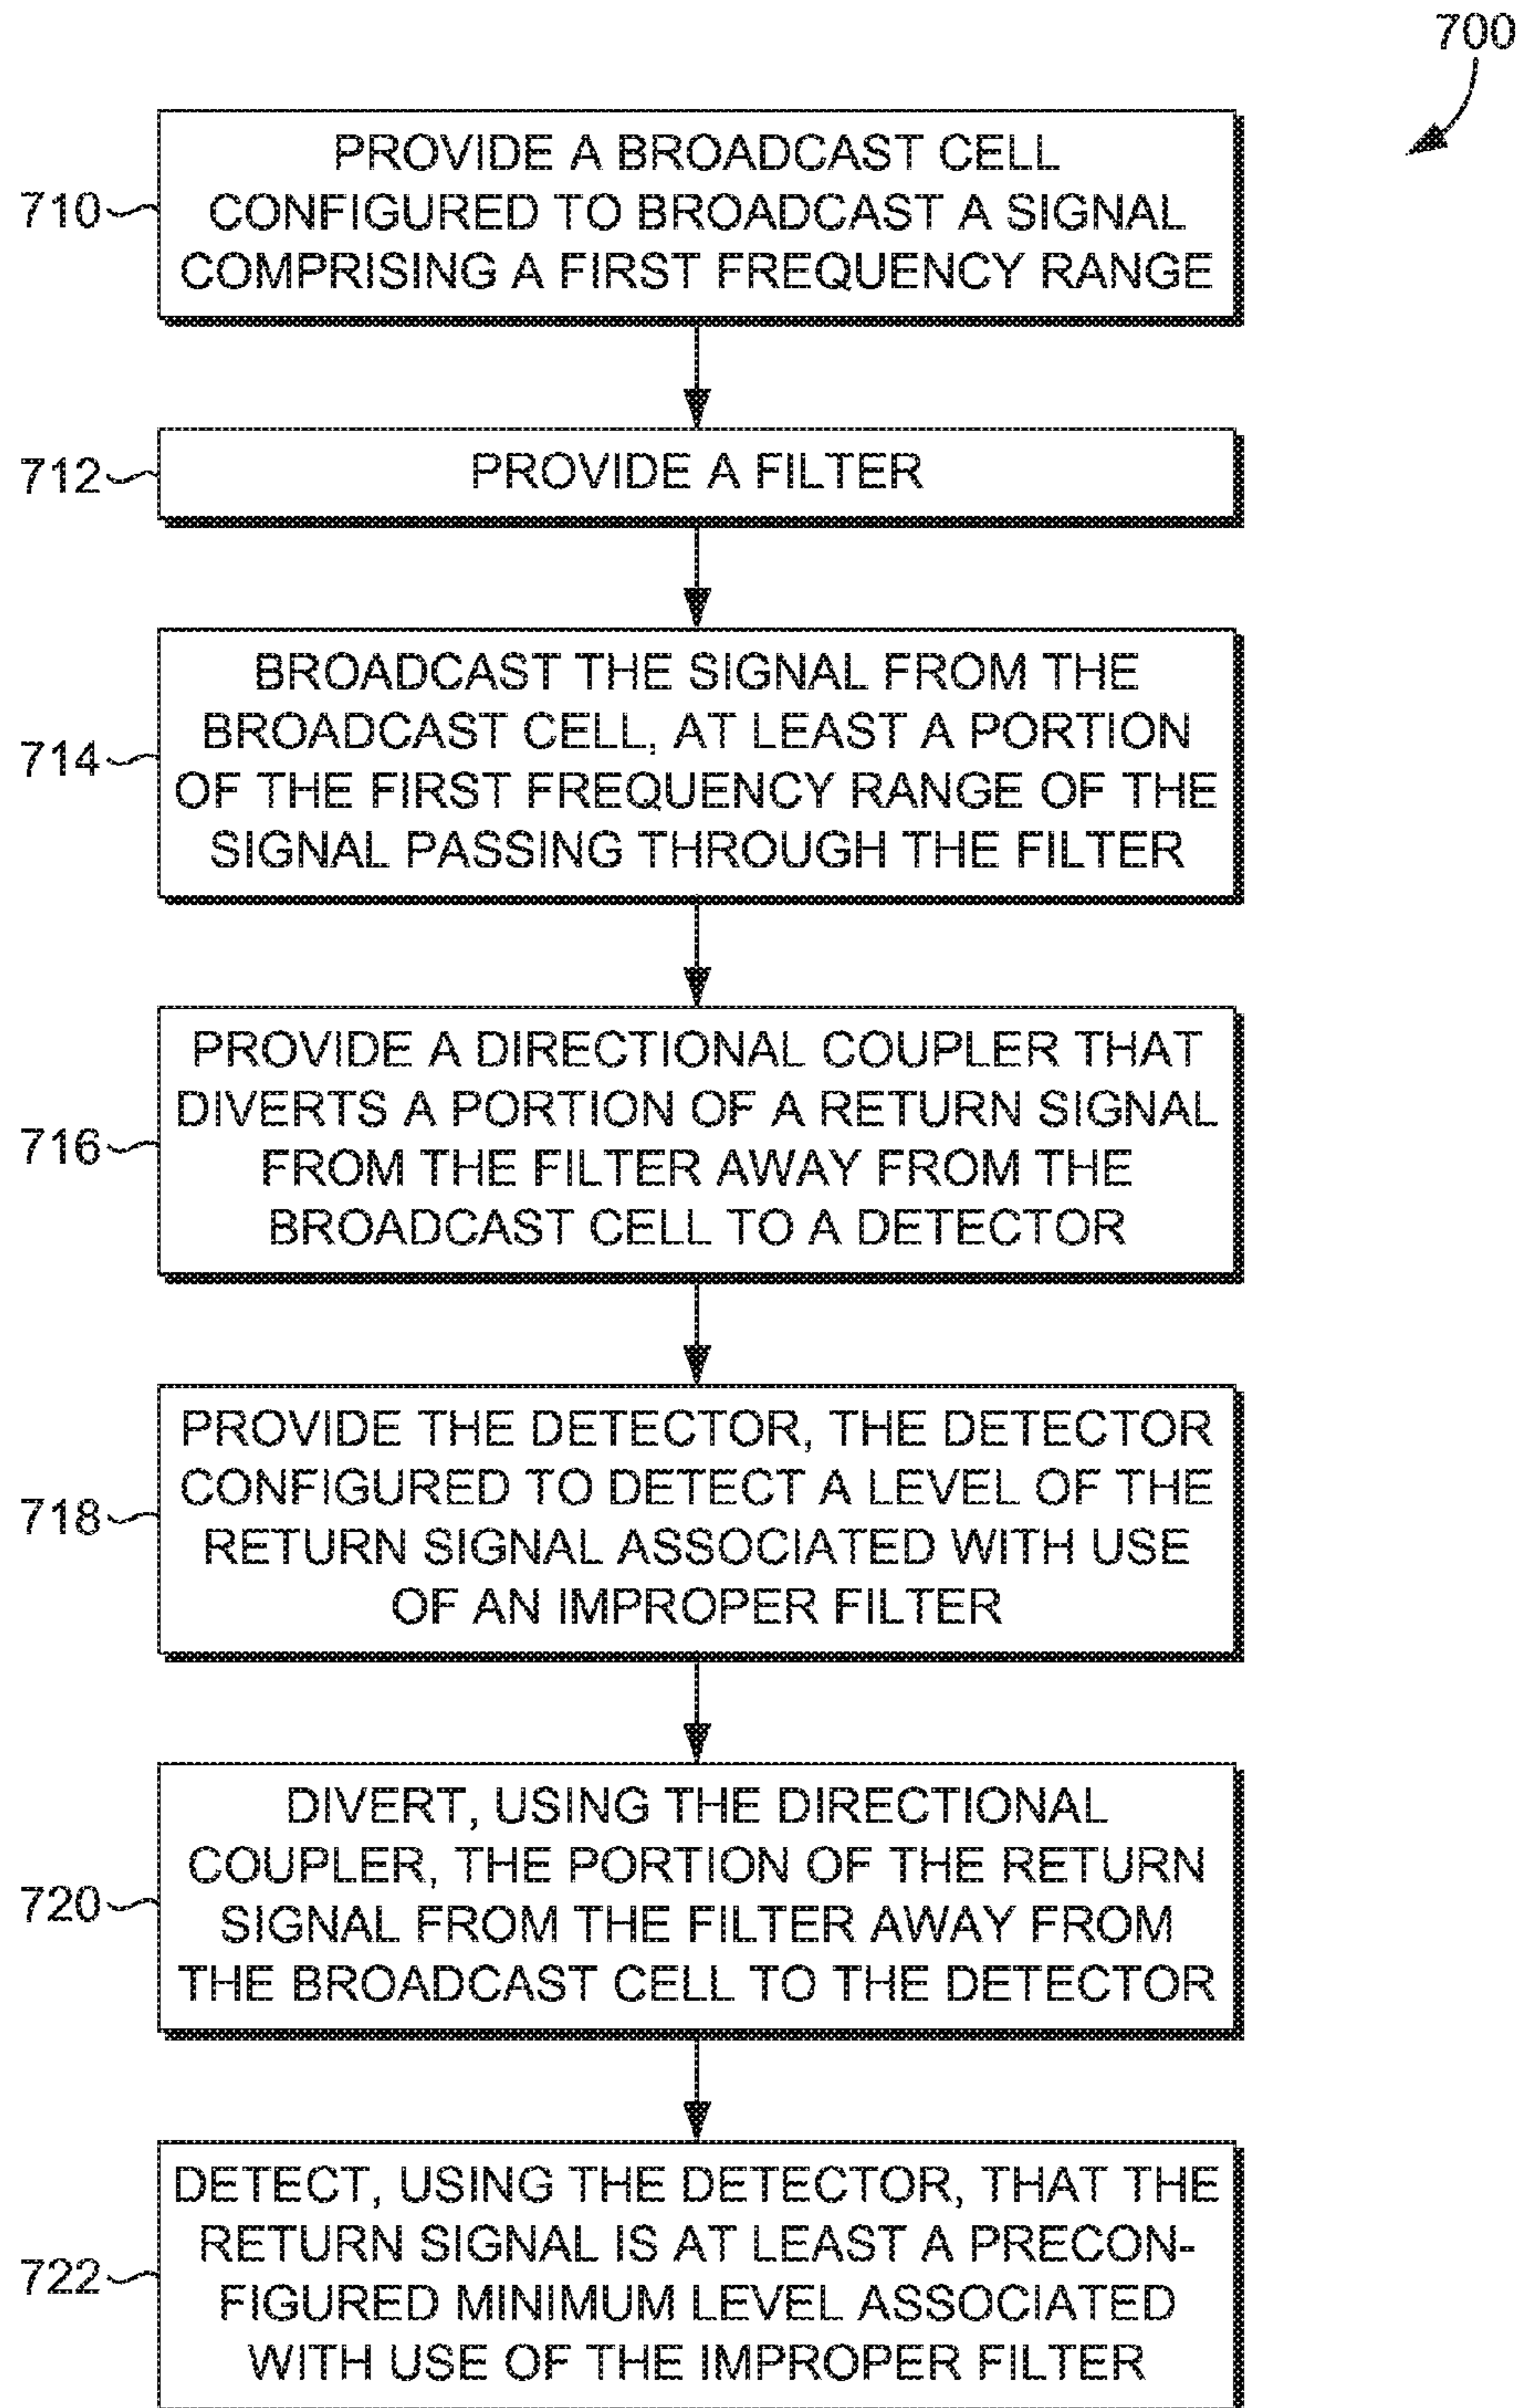 700
710
PROVIDE A BROADCAST CELL
CONFIGURED TO BROADCAST A SIGNAL
COMPRISING A FIRST FREQUENCY RANGE
712
PROVIDE A FILTER
714
BROADCAST THE SIGNAL FROM THE
BROADCAST CELL, AT LEAST A PORTION
OF THE FIRST FREQUENCY RANGE OF THE
SIGNAL PASSING THROUGH THE FILTER
716
PROVIDE A DIRECTIONAL COUPLER THAT
DIVERTS A PORTION OF A RETURN SIGNAL
FROM THE FILTER AWAY FROM THE
BROADCAST CELL TO A DETECTOR
718
PROVIDE THE DETECTOR, THE DETECTOR
CONFIGURED TO DETECT A LEVEL OF THE
RETURN SIGNAL ASSOCIATED WITH USE
OF AN IMPROPER FILTER
720
DIVERT, USING THE DIRECTIONAL
COUPLER, THE PORTION OF THE RETURN
SIGNAL FROM THE FILTER AWAY FROM
THE BROADCAST CELL TO THE DETECTOR
722
DETECT, USING THE DETECTOR, THAT THE
RETURN SIGNAL IS AT LEAST A PRECON-
FIGURED MINIMUM LEVEL ASSOCIATED
WITH USE OF THE IMPROPER FILTER